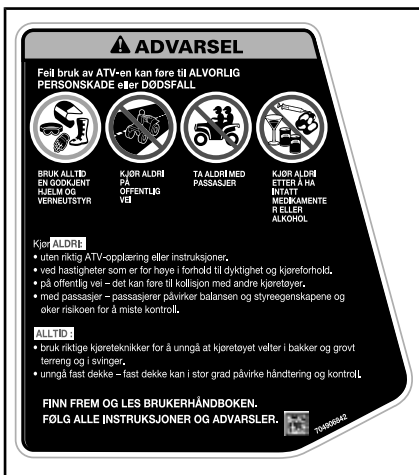 ADVARSEL
Feil bruk av ATV-en kan føre til ALVORLIG
PERSONSKADE eller DØDSFALL
BRUK ALLTID
EN GODKJENT
HJELM OG
VERNEUTSTYR
KJØR ALDRI
PÅ
OFFENTLIG
VEI
TA ALDRI MED
PASSASJER
KJØR ALDRI
ETTER Å HA
INTATT
MEDIKAMENTE
R ELLER
ALKOHOL
Kjør ALDRI:
• uten riktig ATV-opplæring eller instruksjoner.
• ved hastigheter som er for høye i forhold til dyktighet og kjøreforhold.
• på offentlig vei – det kan føre til kollisjon med andre kjøretøyer.
• med passasjer – passasjerer påvirker balansen og styreegenskapene og
øker risikoen for å miste kontroll.
ALLTID :
• bruk riktige kjøreteknikker for å unngå at kjøretøyet velter i bakker og grovt
terreng og i svinger.
• unngå fast dekke – fast dekke kan i stor grad påvirke håndtering og kontroll.
FINN FREM OG LES BRUKERHÅNDBOKEN.
FØLG ALLE INSTRUKSJONER OG ADVARSLER.
704906842